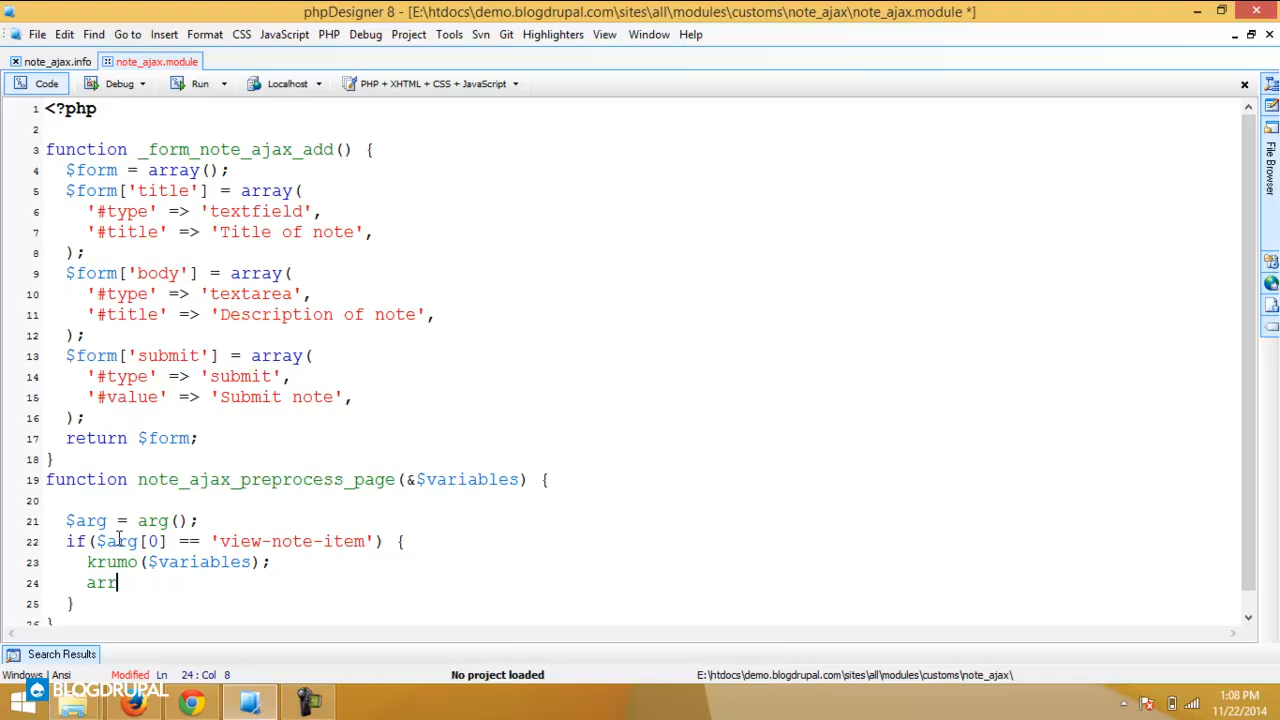 phpDesigner 8 - [E:\htdocs\demo.blogdrupal.com\sites\all\modules\customs\note_ajax\note_ajax.module *]
File Edit View Go to Insert Format CSS JavaScript PHP Debug Project Tools Svn Git Highlighters View Window Help
note_ajax.info note_ajax.module
Code Debug Run Localhost PHP + XHTML + CSS + JavaScript
File Browser
1 <?php
2
3 function _form_note_ajax_add() {
4 $form = array();
5 $form['title'] = array(
6 '#type' => 'textfield',
7 '#title' => 'Title of note',
8 );
9 $form['body'] = array(
10 '#type' => 'textarea',
11 '#title' => 'Description of note',
12 );
13 $form['submit'] = array(
14 '#type' => 'submit',
15 '#value' => 'Submit note',
16 );
17 return $form;
18 }
19 function note_ajax_preprocess_page(&$variables) {
20
21 $arg = arg();
22 if($arg[0] == 'view-note-item') {
23 krumo($variables);
24 arr
25 }
26 }
Search Results
Windows | Ansi Modified Ln 24 : Col 8 No project loaded E:\htdocs\demo.blogdrupal.com\sites\all\modules\customs\note_ajax\
BLOGDRUPAL
1:08 PM
11/22/2014